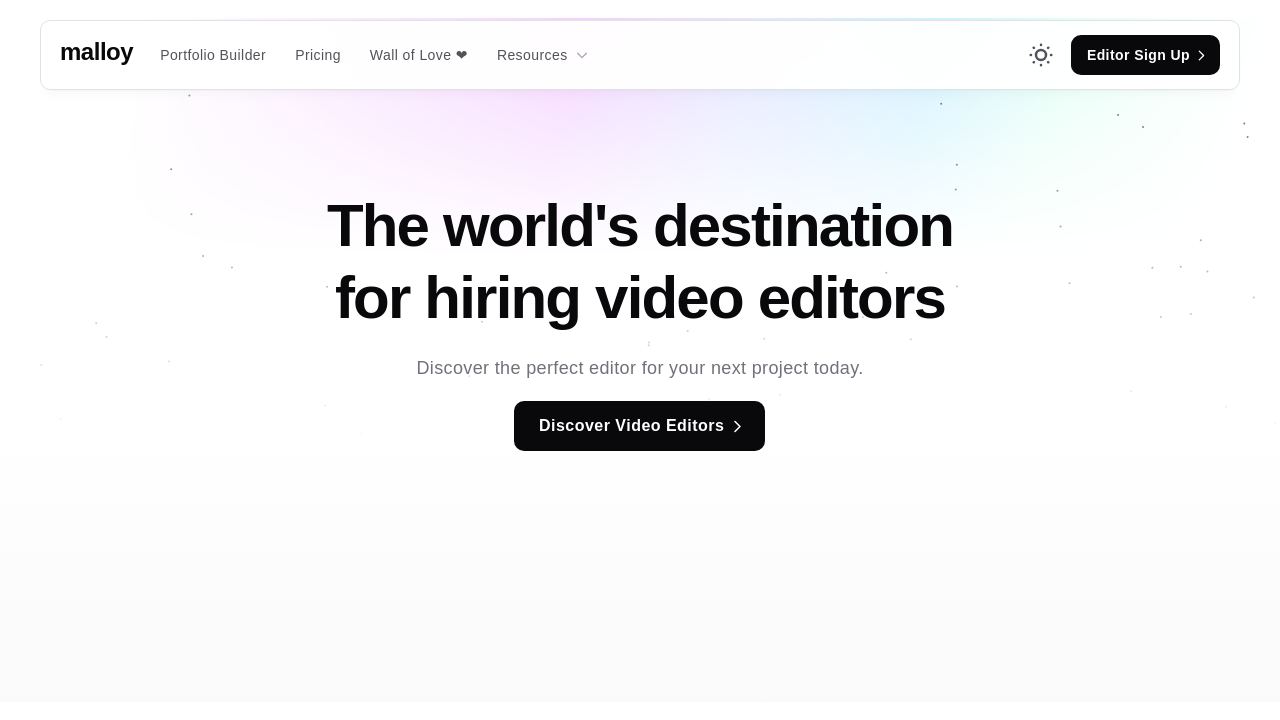 malloy
Portfolio Builder
Pricing
Wall of Love ❤
Resources
Editor Sign Up
The world's destination
for hiring video editors
Discover the perfect editor for your next project today.
Discover Video Editors